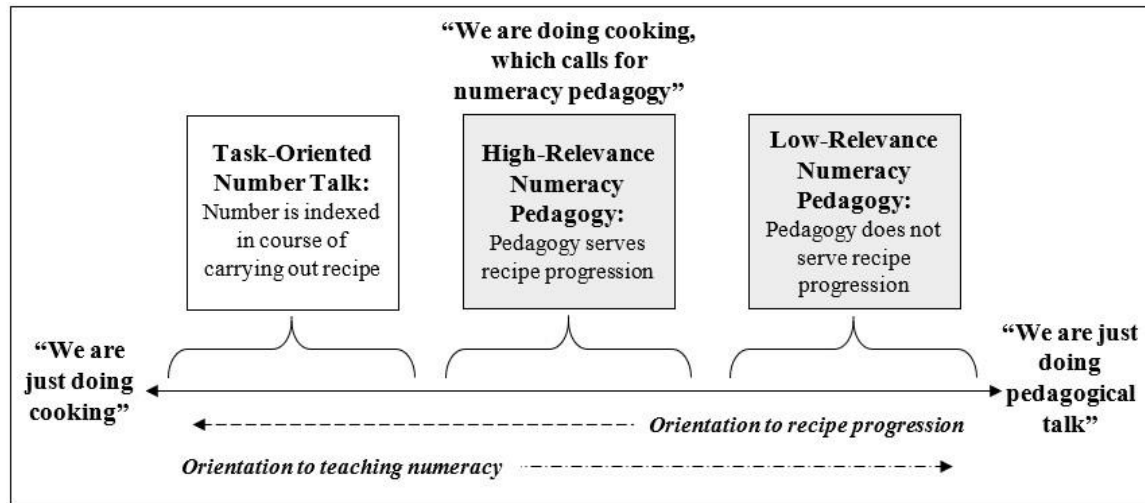 “We are doing cooking,
which calls for
numeracy pedagogy”
Task-Oriented
Number Talk:
Number is indexed
in course of
carrying out recipe
High-Relevance
Numeracy
Pedagogy:
Pedagogy serves
recipe progression
Low-Relevance
Numeracy
Pedagogy:
Pedagogy does not
serve recipe
progression
“We are
just doing
cooking”
“We are just
doing
pedagogical
talk”
Orientation to recipe progression
Orientation to teaching numeracy